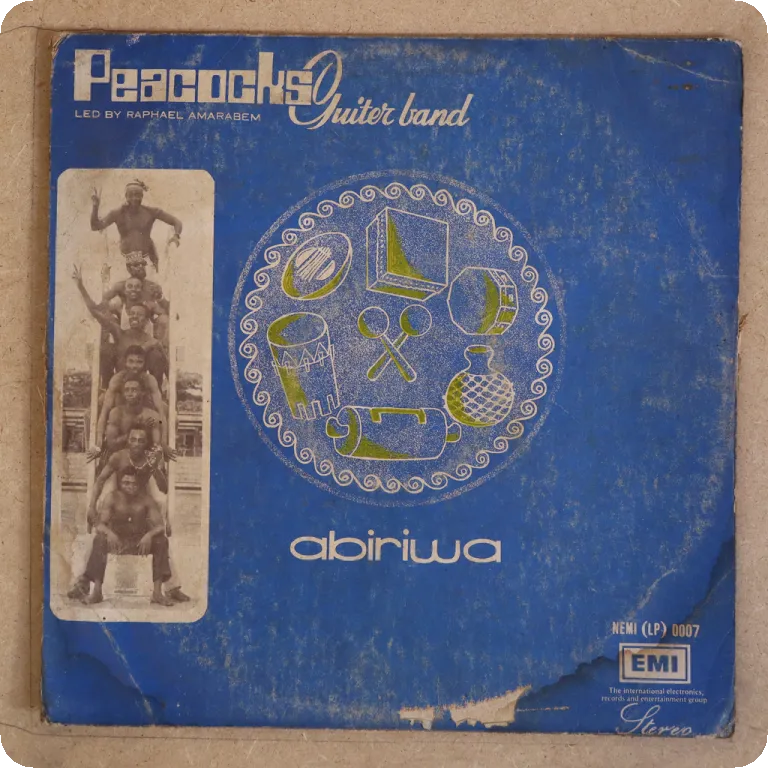 Peacocks Guiter band
LED BY RAPHAEL AMARABEM
abiriwa
NEMI (LP) 0007
EMI
The international electronics,
records and entertainment group
Stereo